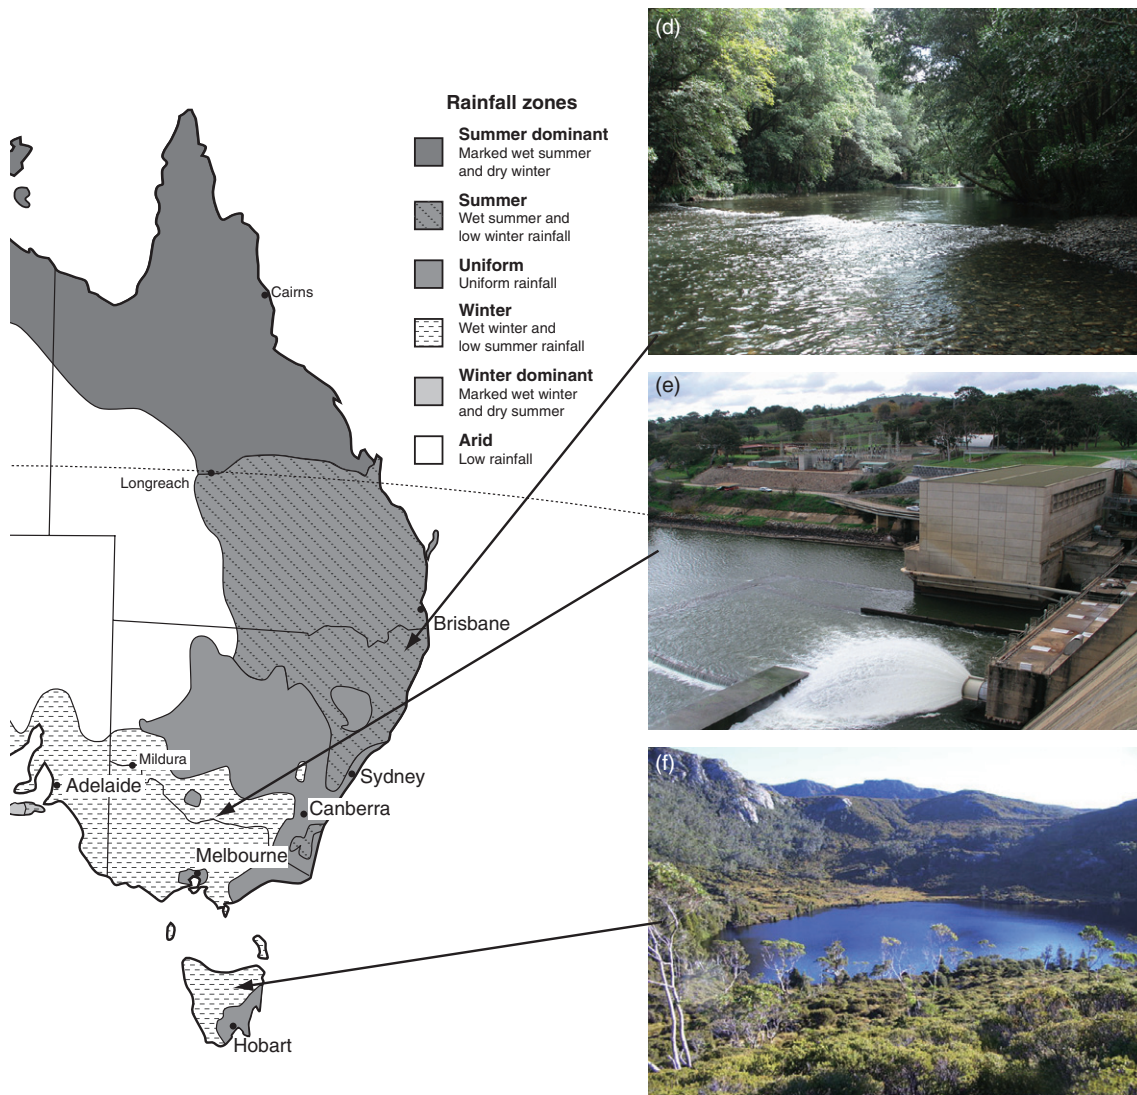 Rainfall zones
Summer dominant
Marked wet summer
and dry winter
Summer
Wet summer and
low winter rainfall
Uniform
Uniform rainfall
Winter
Wet winter and
low summer rainfall
Winter dominant
Marked wet winter
and dry summer
Arid
Low rainfall
Cairns
Longreach
Brisbane
Mildura
Adelaide
Sydney
Canberra
Melbourne
Hobart
(d)
(e)
(f)